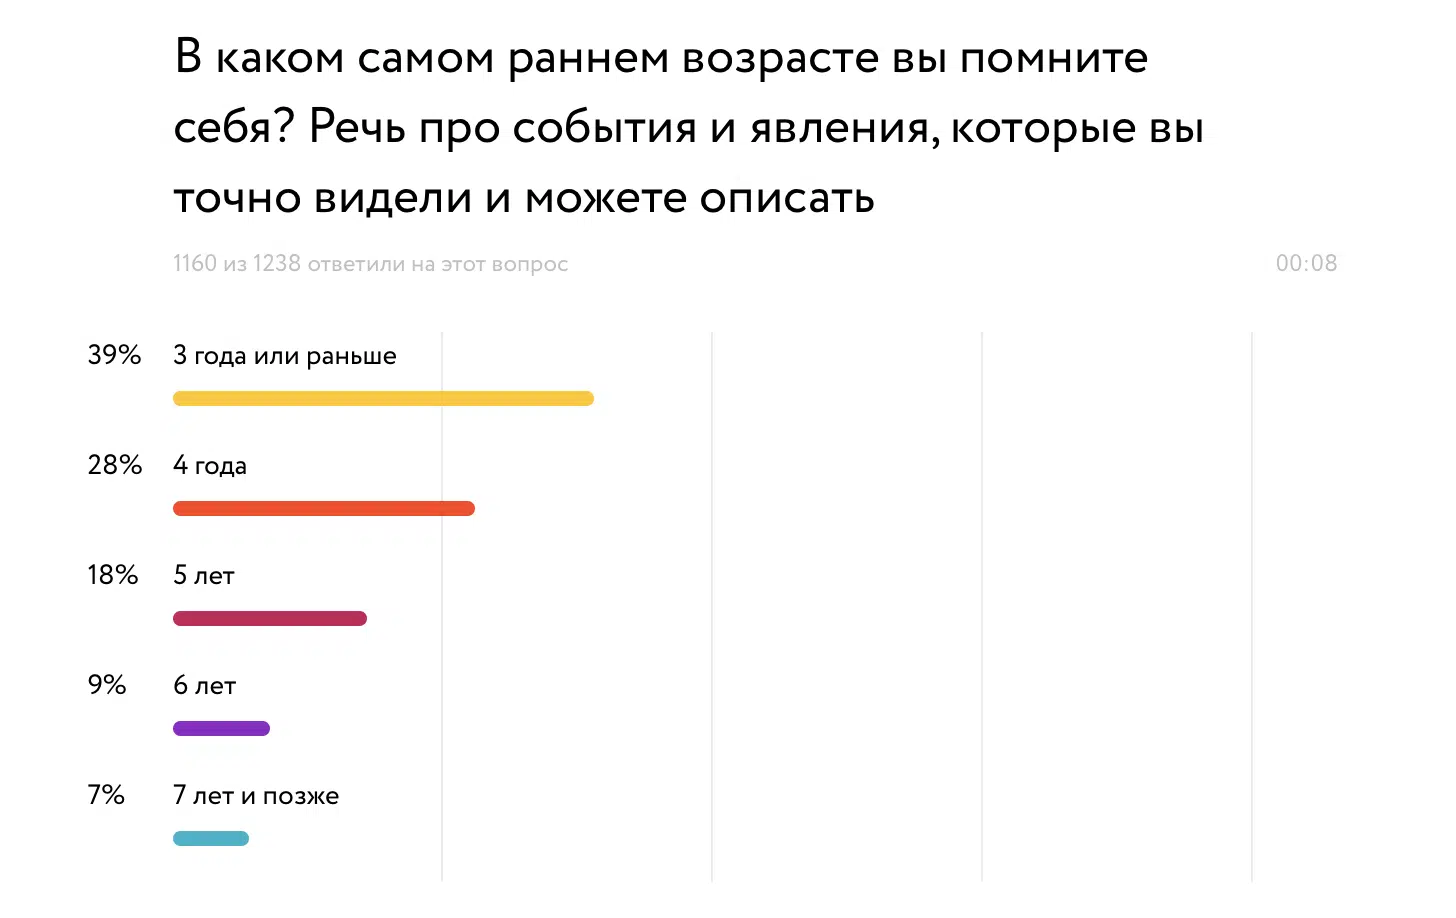 В каком самом раннем возрасте вы помните
себя? Речь про события и явления, которые вы
точно видели и можете описать
1160 из 1238 ответили на этот вопрос 00:08
39% 3 года или раньше
28% 4 года
18% 5 лет
9% 6 лет
7% 7 лет и позже